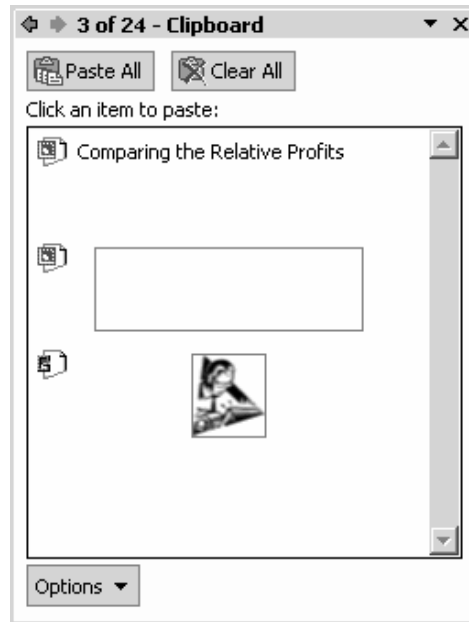 3 of 24 - Clipboard
Paste All Clear All
Click an item to paste:
Comparing the Relative Profits
Options